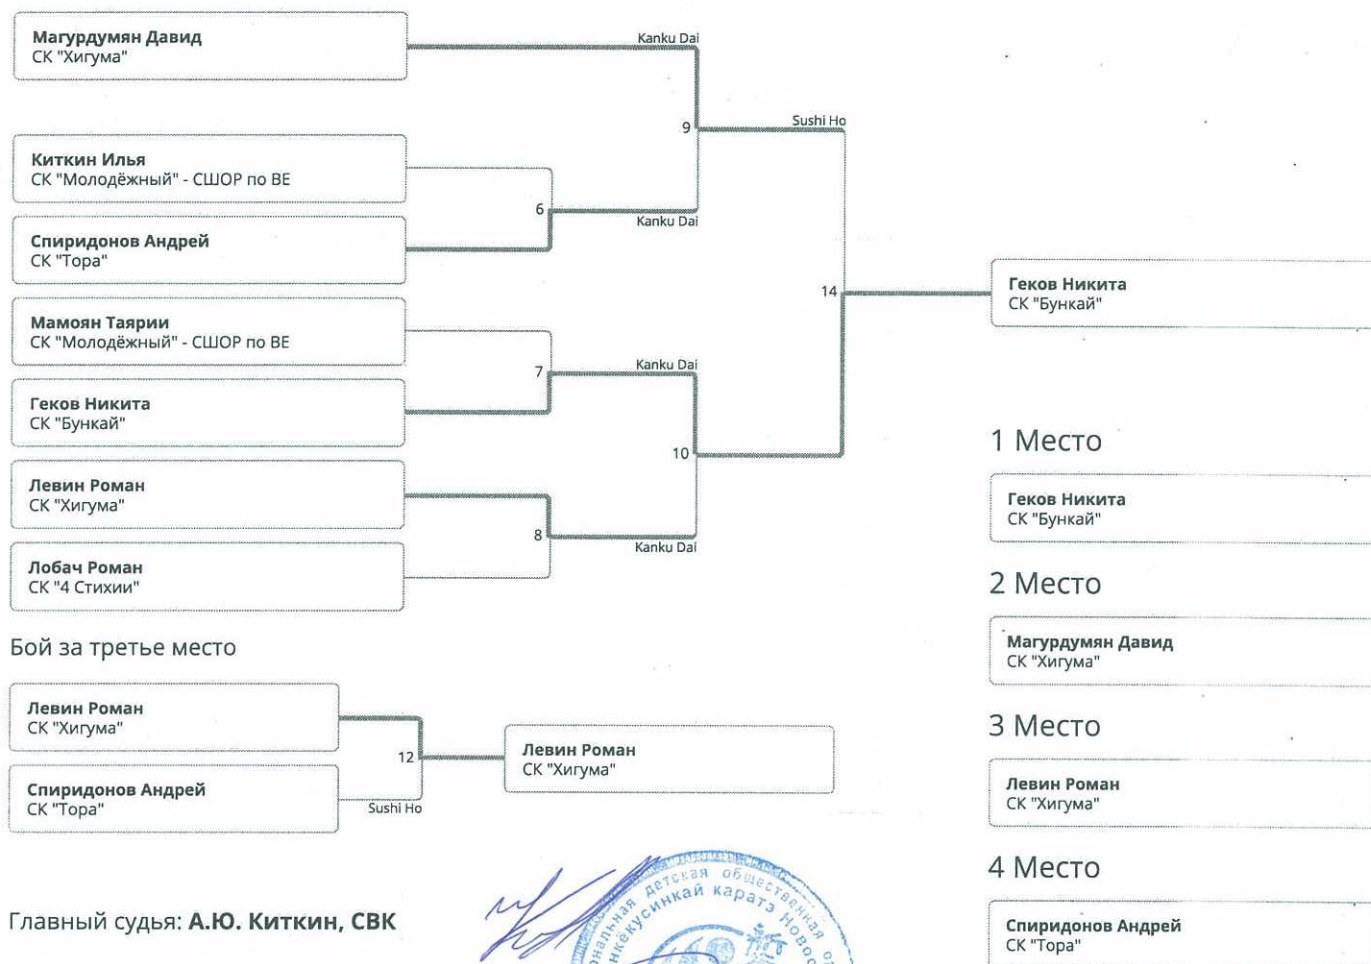 Магурдумян Давид
СК "Хигума"
Kanku Dai
9
Sushi Ho
Киткин Илья
СК "Молодёжный" - СШОР по ВЕ
6
Kanku Dai
Спиридонов Андрей
СК "Тора"
14
Геков Никита
СК "Бункай"
Мамоян Таярии
СК "Молодёжный" - СШОР по ВЕ
7
Kanku Dai
Геков Никита
СК "Бункай"
10
Левин Роман
СК "Хигума"
8
Kanku Dai
Лобач Роман
СК "4 Стихии"
1 Место
Геков Никита
СК "Бункай"
2 Место
Магурдумян Давид
СК "Хигума"
3 Место
Левин Роман
СК "Хигума"
4 Место
Спиридонов Андрей
СК "Тора"
Бой за третье место
Левин Роман
СК "Хигума"
12
Левин Роман
СК "Хигума"
Спиридонов Андрей
СК "Тора"
Sushi Ho
Главный судья: А.Ю. Киткин, СВК
детская общественная
каратэ